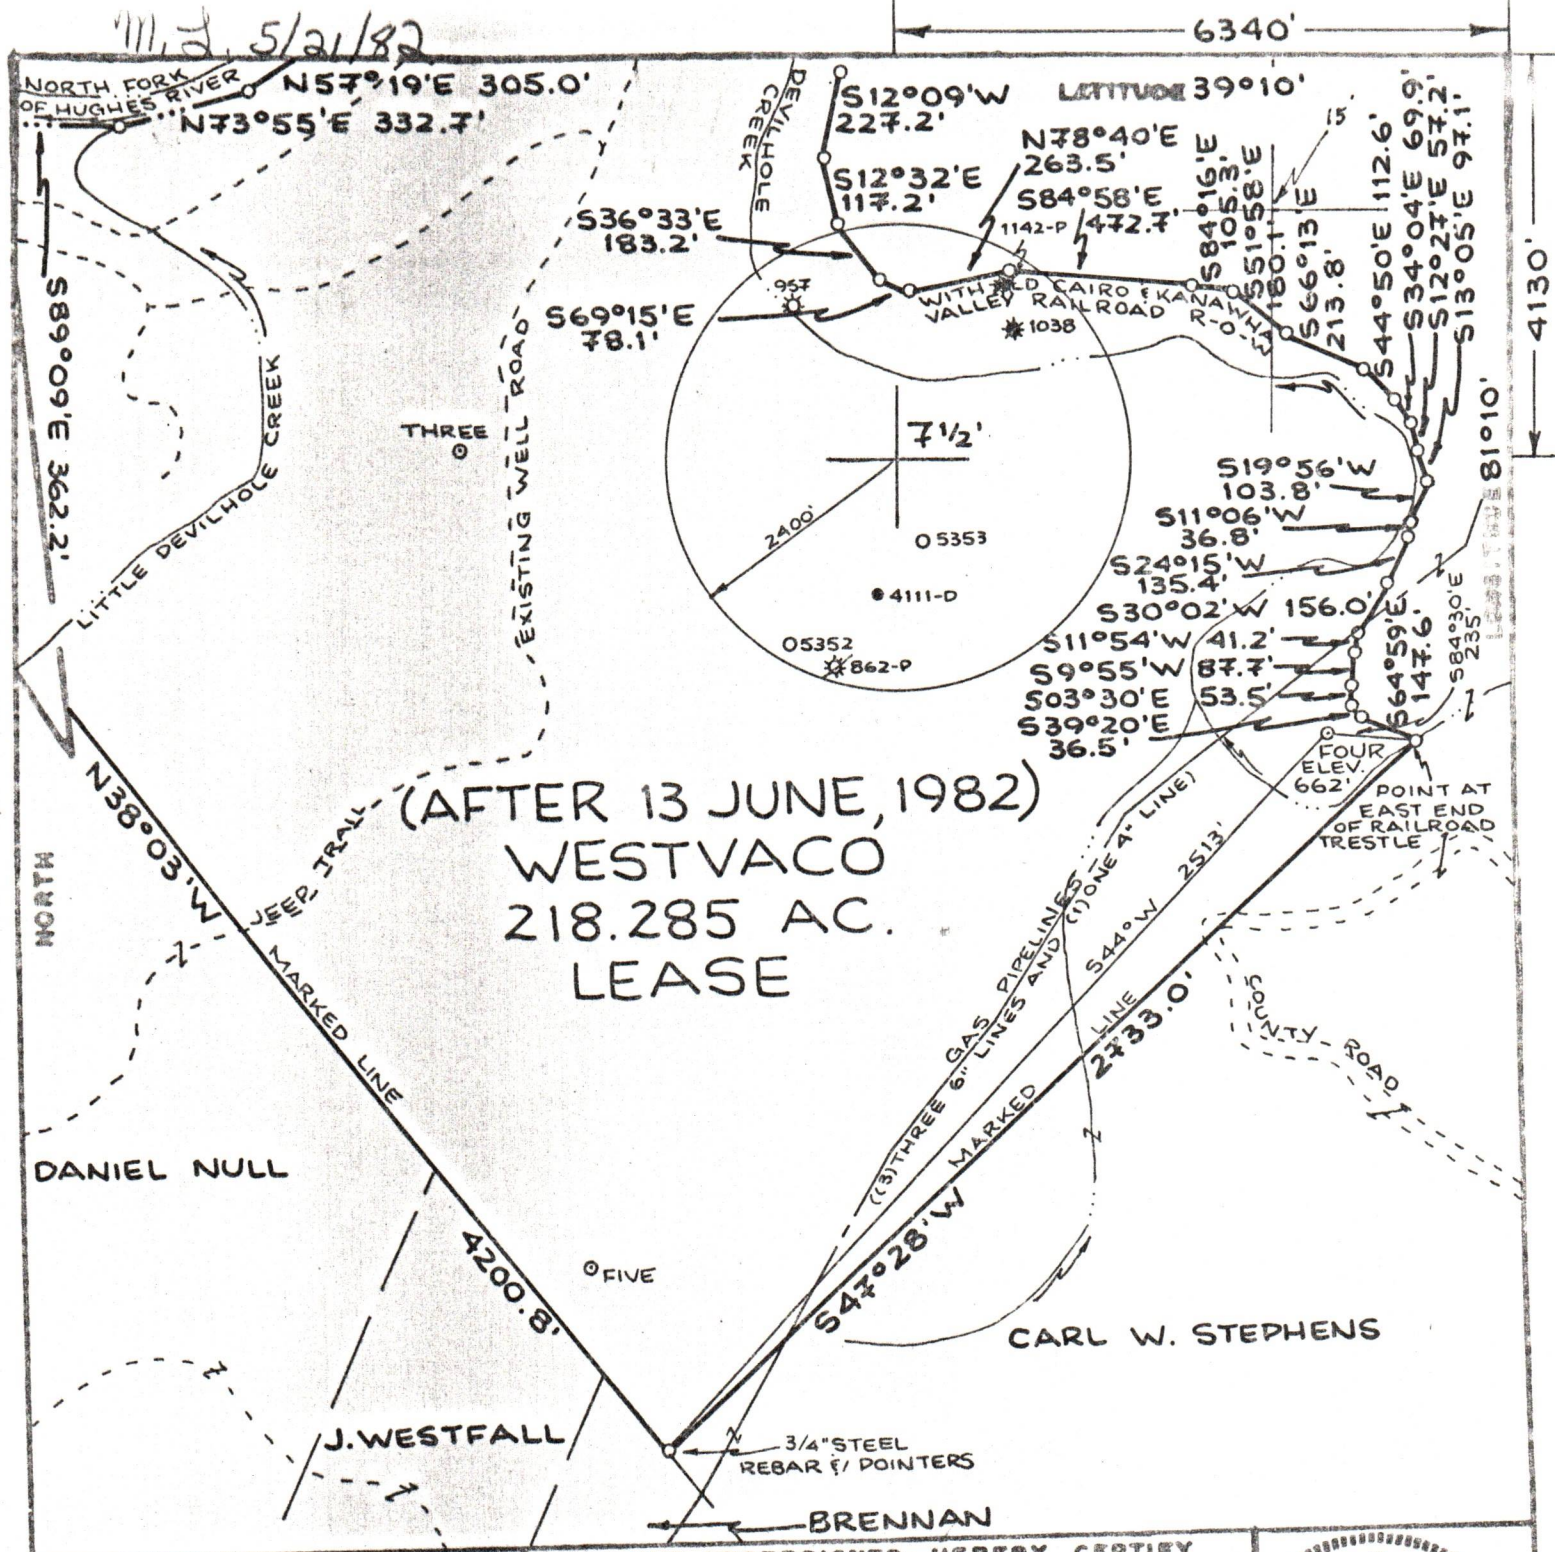 M.L. 5/21/82
6340'
NORTH FORK
OF HUGHES RIVER
N57°19'E 305.0'
N73°55'E 332.7'
DEVILHOLE
CREEK
S12°09'W
227.2'
LATITUDE 39°10'
15
N78°40'E
263.5'
S12°32'E
117.2'
S84°58'E
472.7'
1142-P
S36°33'E
183.2'
S84°16'E
105.3'
S51°58'E
180.1'
S66°13'E
213.8'
S44°50'E 112.6'
S34°04'E 69.9'
S12°27'E 57.2'
S13°05'E 97.1'
4130'
S69°15'E
78.1'
957
WITH OLD CAIRO & KANAWHA
VALLEY RAILROAD R-O-W
1038
S89°09'E 362.2'
LITTLE DEVILHOLE CREEK
THREE
EXISTING WELL ROAD
7 1/2'
2400'
5353
4111-D
5352
862-P
81°10'
S19°56'W
103.8'
S11°06'W
36.8'
S24°15'W
135.4'
S30°02'W 156.0'
S11°54'W 41.2'
S9°55'W 87.7'
S03°30'E 53.5'
S39°20'E
36.5'
S64°59'E
147.6'
S84°30'E
235'
FOUR
ELEV.
662'
POINT AT
EAST END
OF RAILROAD
TRESTLE
(AFTER 13 JUNE, 1982)
WESTVACO
218.285 AC.
LEASE
N38°03'W
4200.8'
MARKED LINE
JEEP TRAIL
NORTH
GAS PIPELINES
((3) THREE 6" LINES AND (1) ONE 4" LINE)
S44°W 2513'
MARKED LINE
S47°28'W
2733.0'
COUNTY ROAD
DANIEL NULL
FIVE
CARL W. STEPHENS
J. WESTFALL
3/4" STEEL
REBAR &/ POINTERS
BRENNAN
HEREBY CERTIFY